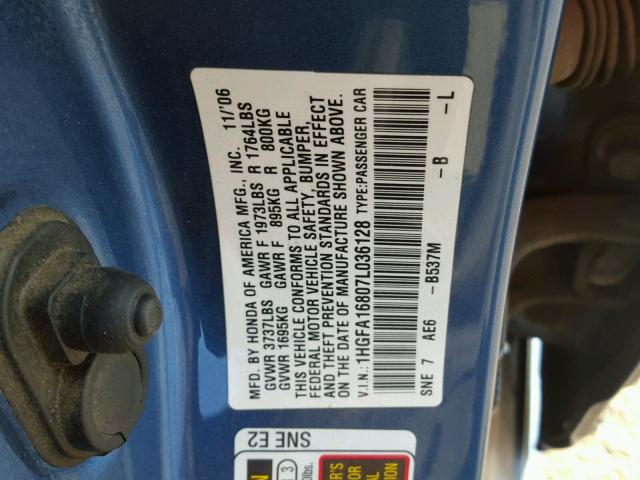 MFD. BY HONDA OF AMERICA MFG., INC. 11/'06
GVWR 3737LBS GAWR F 1973LBS R 1764LBS
GVWR 1695KG GAWR F 895KG R 800KG
THIS VEHICLE CONFORMS TO ALL APPLICABLE
FEDERAL MOTOR VEHICLE SAFETY, BUMPER,
AND THEFT PREVENTION STANDARDS IN EFFECT
ON THE DATE OF MANUFACTURE SHOWN ABOVE.
V.I.N.: 1HGFA16807L036128 TYPE:PASSENGER CAR
SNE 7 AE6 -B537M -B -L
SNE E2
3
lbs.